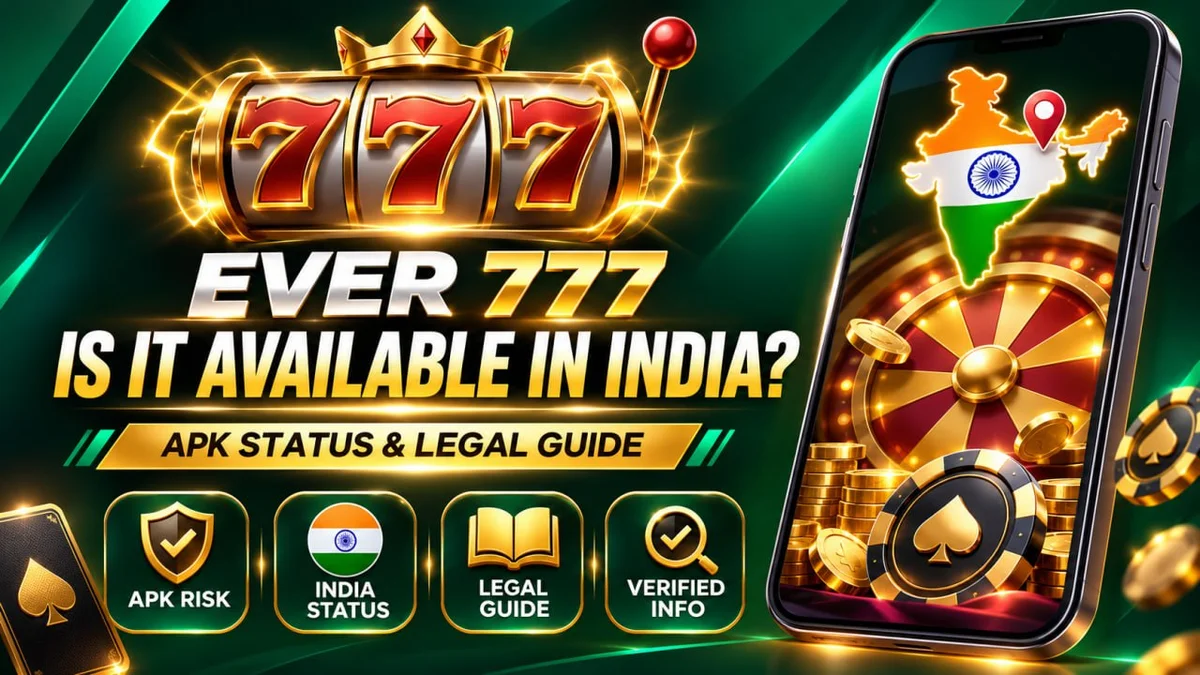 777
EVER 777
IS IT AVAILABLE IN INDIA?
APK STATUS & LEGAL GUIDE
APK RISK
INDIA
STATUS
LEGAL
GUIDE
VERIFIED
INFO